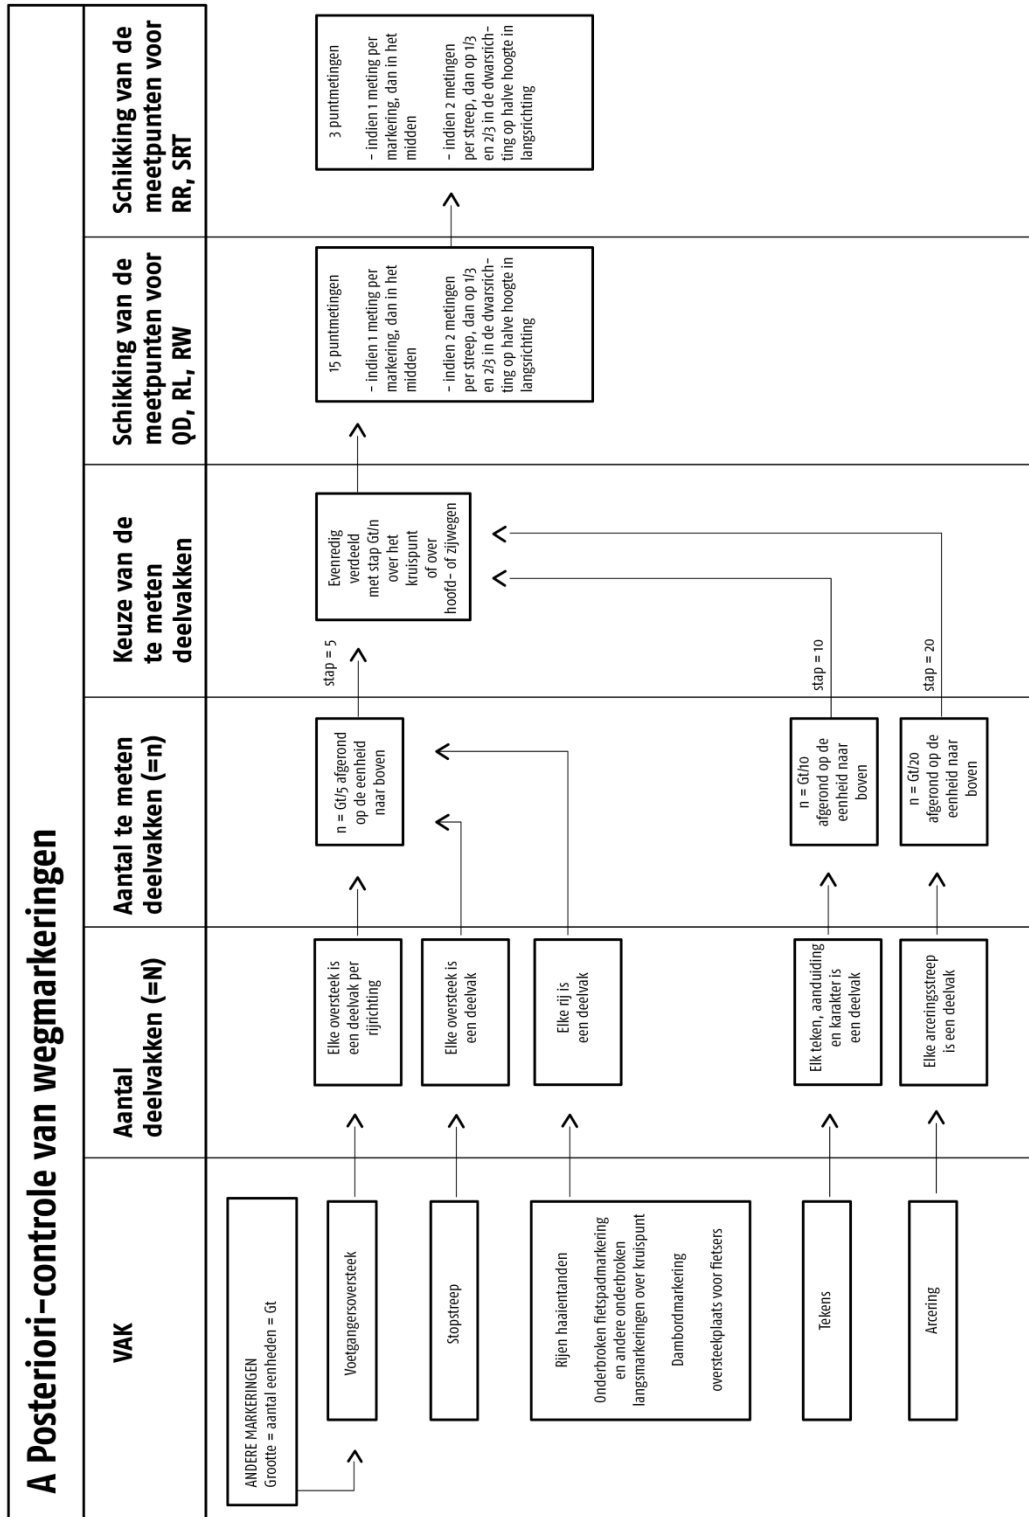 A Posteriori-controle van wegmarkeringen
VAK
Aantal
deelvakken (=N)
Aantal te meten
deelvakken (=n)
Keuze van de
te meten
deelvakken
Schikking van de
meetpunten voor
QD, RL, RW
Schikking van de
meetpunten voor
RR, SRT
ANDERE MARKERINGEN
Grootte = aantal eenheden = Gt
Voetgangersoversteek
Elke oversteek is
een deelvak per
rijrichting
n = Gt/5 afgerond
op de eenheid
naar boven
stap = 5
Evenredig
verdeeld
met stap Gt/n
over het
kruispunt
of over
hoofd- of zijwegen
15 puntmetingen
- indien 1 meting per
markering, dan in het
midden
- indien 2 metingen
per streep, dan op 1/3
en 2/3 in de dwarsrich-
ting op halve hoogte in
langsrichting
3 puntmetingen
- indien 1 meting per
markering, dan in het
midden
- indien 2 metingen
per streep, dan op 1/3
en 2/3 in de dwarsrich-
ting op halve hoogte in
langsrichting
Stopstreep
Elke oversteek is
een deelvak
Rijen haaientanden
Onderbroken fietspadmarkering
en andere onderbroken
langsmarkeringen over kruispunt
Dambordmarkering
oversteekplaats voor fietsers
Elke rij is
een deelvak
Tekens
Elk teken, aanduiding
en karakter is
een deelvak
n = Gt/10
afgerond op de
eenheid naar
boven
stap = 10
Arcering
Elke arceringsstreep
is een deelvak
n = Gt/20
afgerond op de
eenheid naar
boven
stap = 20